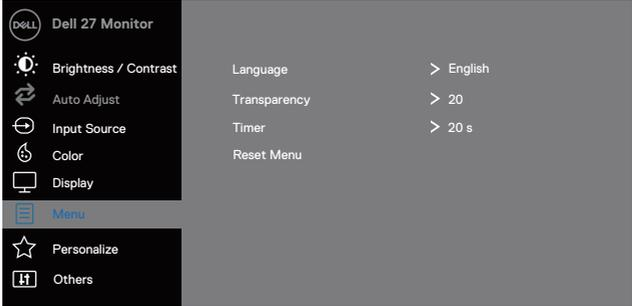 DELL Dell 27 Monitor
Brightness / Contrast
Auto Adjust
Input Source
Color
Display
Menu
Personalize
Others
Language > English
Transparency > 20
Timer > 20 s
Reset Menu